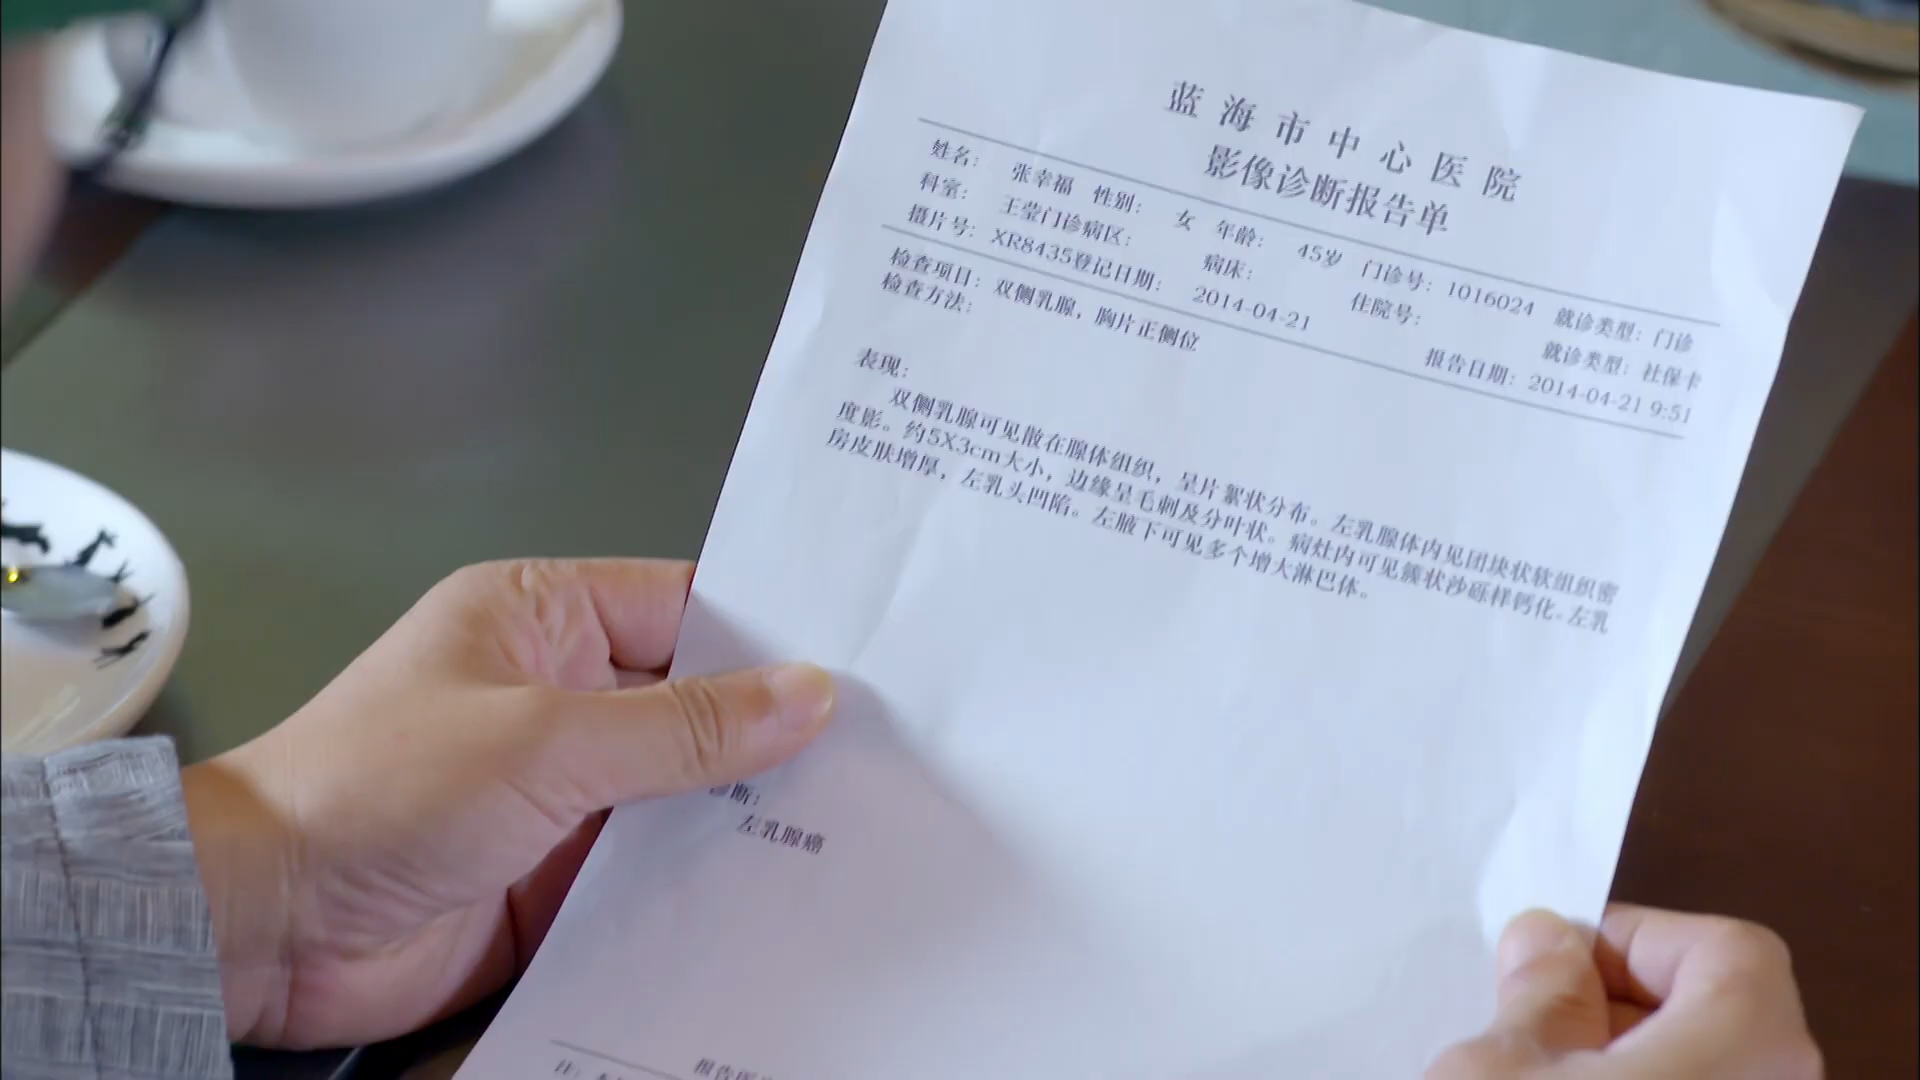 蓝海市中心医院
影像诊断报告单
姓名: 张幸福 性别: 女 年龄: 45岁 门诊号: 1016024 就诊类型: 门诊
科室: 王莹门诊病区: 病床: 住院号: 就诊类型: 社保卡
摄片号: XR8435登记日期: 2014-04-21 报告日期: 2014-04-21 9:51
检查项目: 双侧乳腺，胸片正侧位
检查方法:
表现:
双侧乳腺可见散在腺体组织，呈片絮状分布。左乳腺体内见团块状软组织密
度影。约5X3cm大小，边缘呈毛刺及分叶状。病灶内可见簇状沙砾样钙化。左乳
房皮肤增厚，左乳头凹陷。左腋下可见多个增大淋巴体。
诊断:
左乳腺癌
报告医
注: